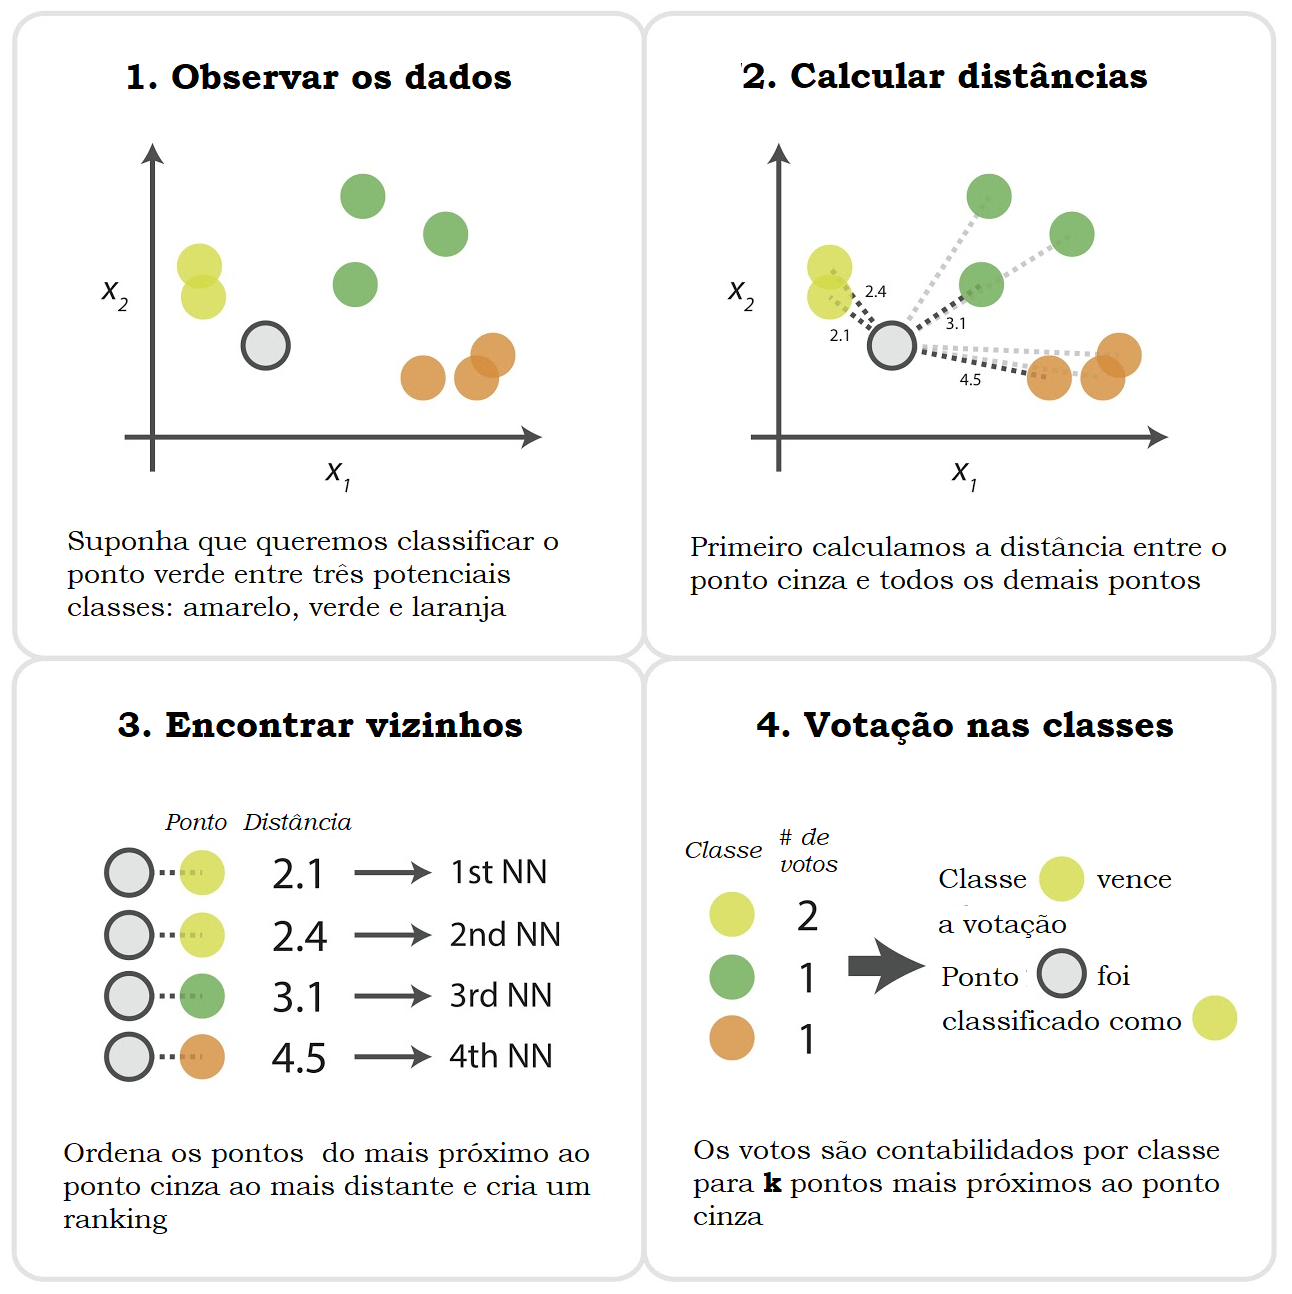 1. Observar os dados
x2
x1
Suponha que queremos classificar o
ponto verde entre três potenciais
classes: amarelo, verde e laranja
2. Calcular distâncias
x2
2.4
2.1
3.1
4.5
x1
Primeiro calculamos a distância entre o
ponto cinza e todos os demais pontos
3. Encontrar vizinhos
Ponto Distância
2.1 1st NN
2.4 2nd NN
3.1 3rd NN
4.5 4th NN
Ordena os pontos do mais próximo ao
ponto cinza ao mais distante e cria um
ranking
4. Votação nas classes
Classe # de votos
2
1
1
Classe vence
a votação
Ponto foi
classificado como
Os votos são contabilidados por classe
para k pontos mais próximos ao ponto
cinza